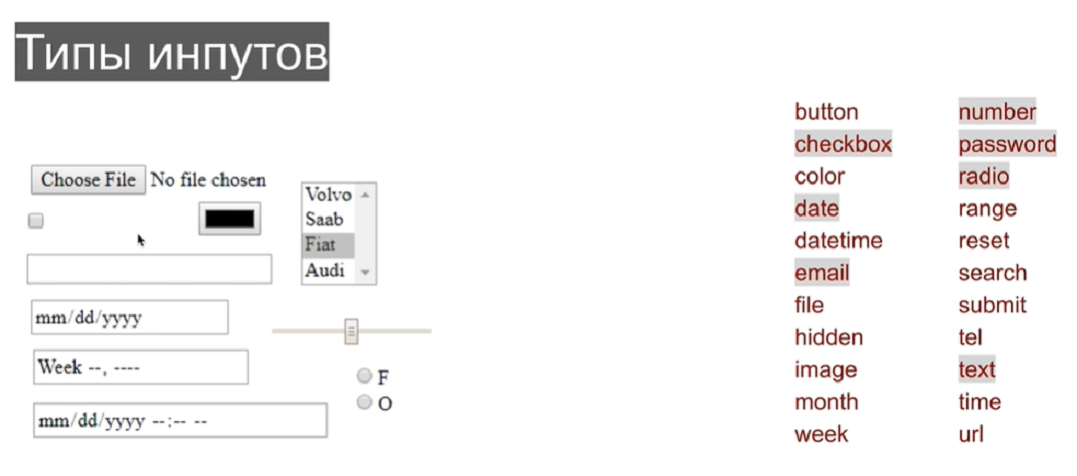 Типы инпутов
Choose File No file chosen
Volvo
Saab
Fiat
Audi
mm/dd/yyyy
Week --, ----
mm/dd/yyyy --:-- --
F
O
button
checkbox
color
date
datetime
email
file
hidden
image
month
week
number
password
radio
range
reset
search
submit
tel
text
time
url